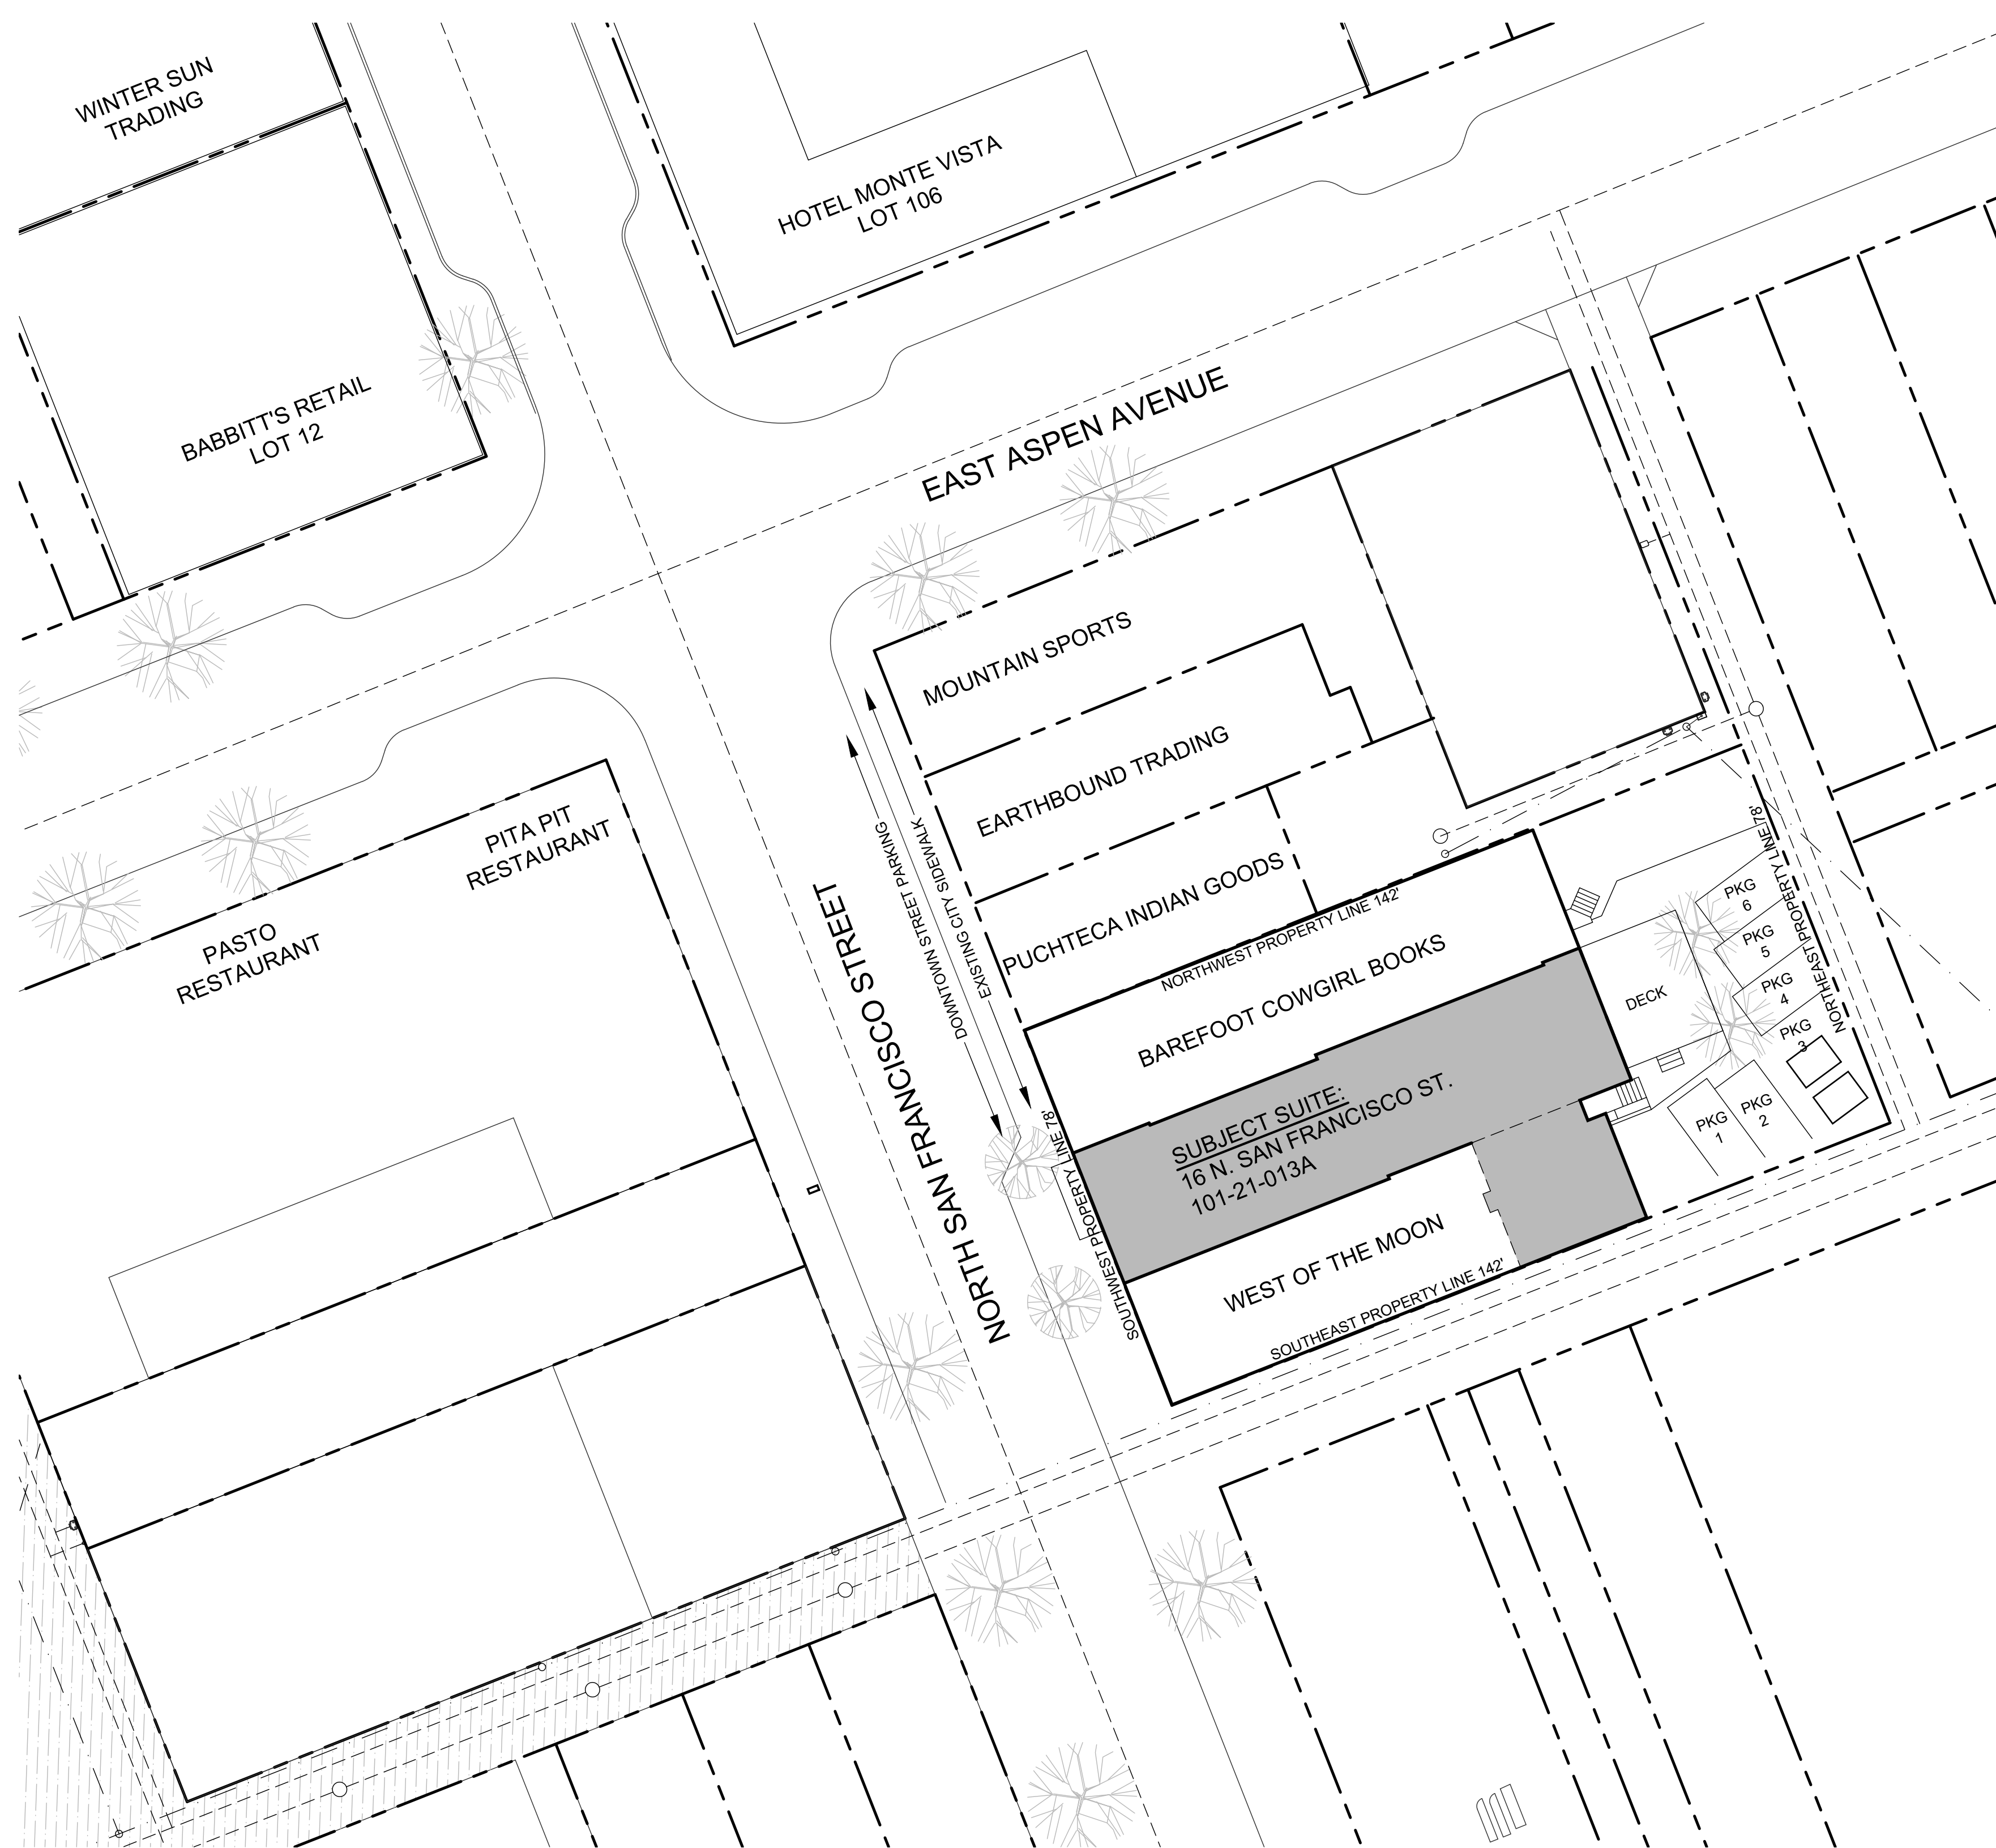 WINTER SUN
TRADING
HOTEL MONTE VISTA
LOT 106
BABBITT'S RETAIL
LOT 12
EAST ASPEN AVENUE
MOUNTAIN SPORTS
EARTHBOUND TRADING
PITA PIT
RESTAURANT
PASTO
RESTAURANT
NORTH SAN FRANCISCO STREET
DOWNTOWN STREET PARKING
EXISTING CITY SIDEWALK
PUCHTECA INDIAN GOODS
NORTHWEST PROPERTY LINE 142'
BAREFOOT COWGIRL BOOKS
DECK
PKG
6
PKG
5
PKG
4
PKG
3
PKG
2
PKG
1
NORTHEAST PROPERTY LINE 78'
SUBJECT SUITE:
16 N. SAN FRANCISCO ST.
101-21-013A
SOUTHWEST PROPERTY LINE 78'
WEST OF THE MOON
SOUTHEAST PROPERTY LINE 142'